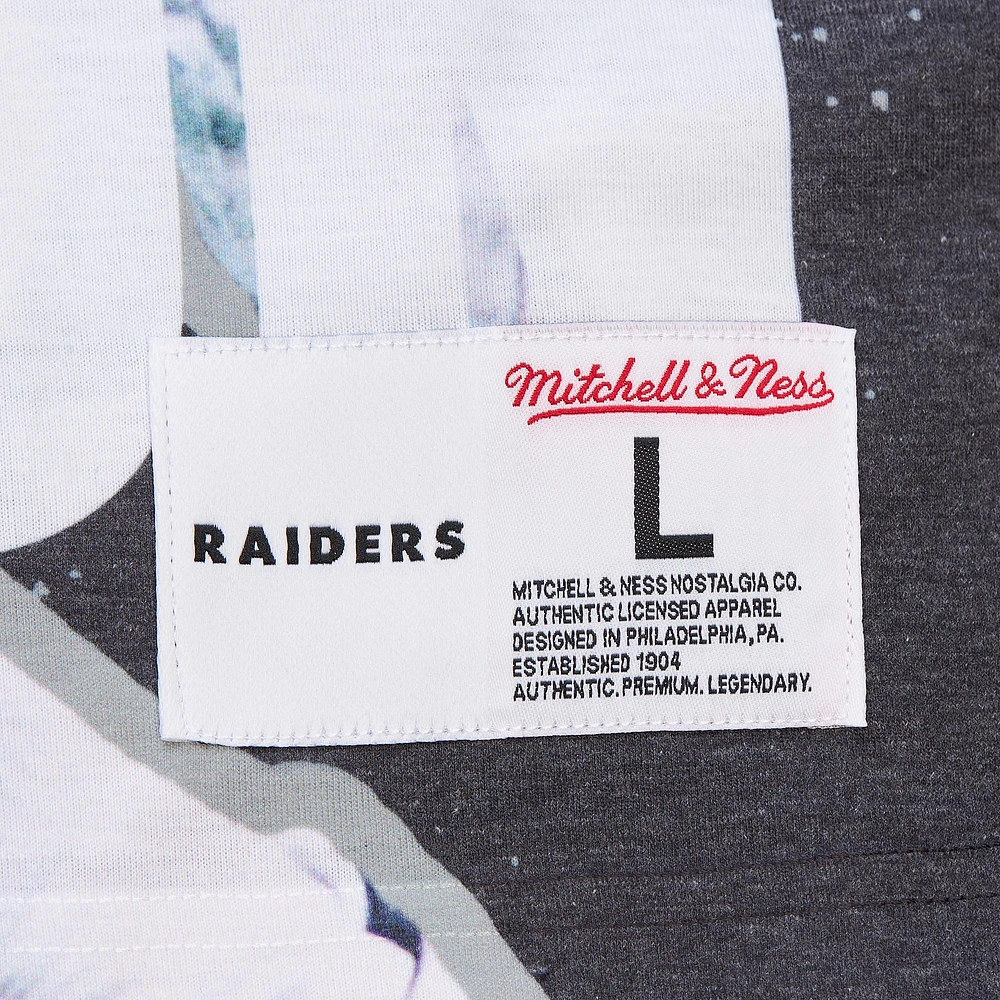 RAIDERS
Mitchell & Ness
L
MITCHELL & NESS NOSTALGIA CO.
AUTHENTIC LICENSED APPAREL
DESIGNED IN PHILADELPHIA, PA.
ESTABLISHED 1904
AUTHENTIC. PREMIUM. LEGENDARY.